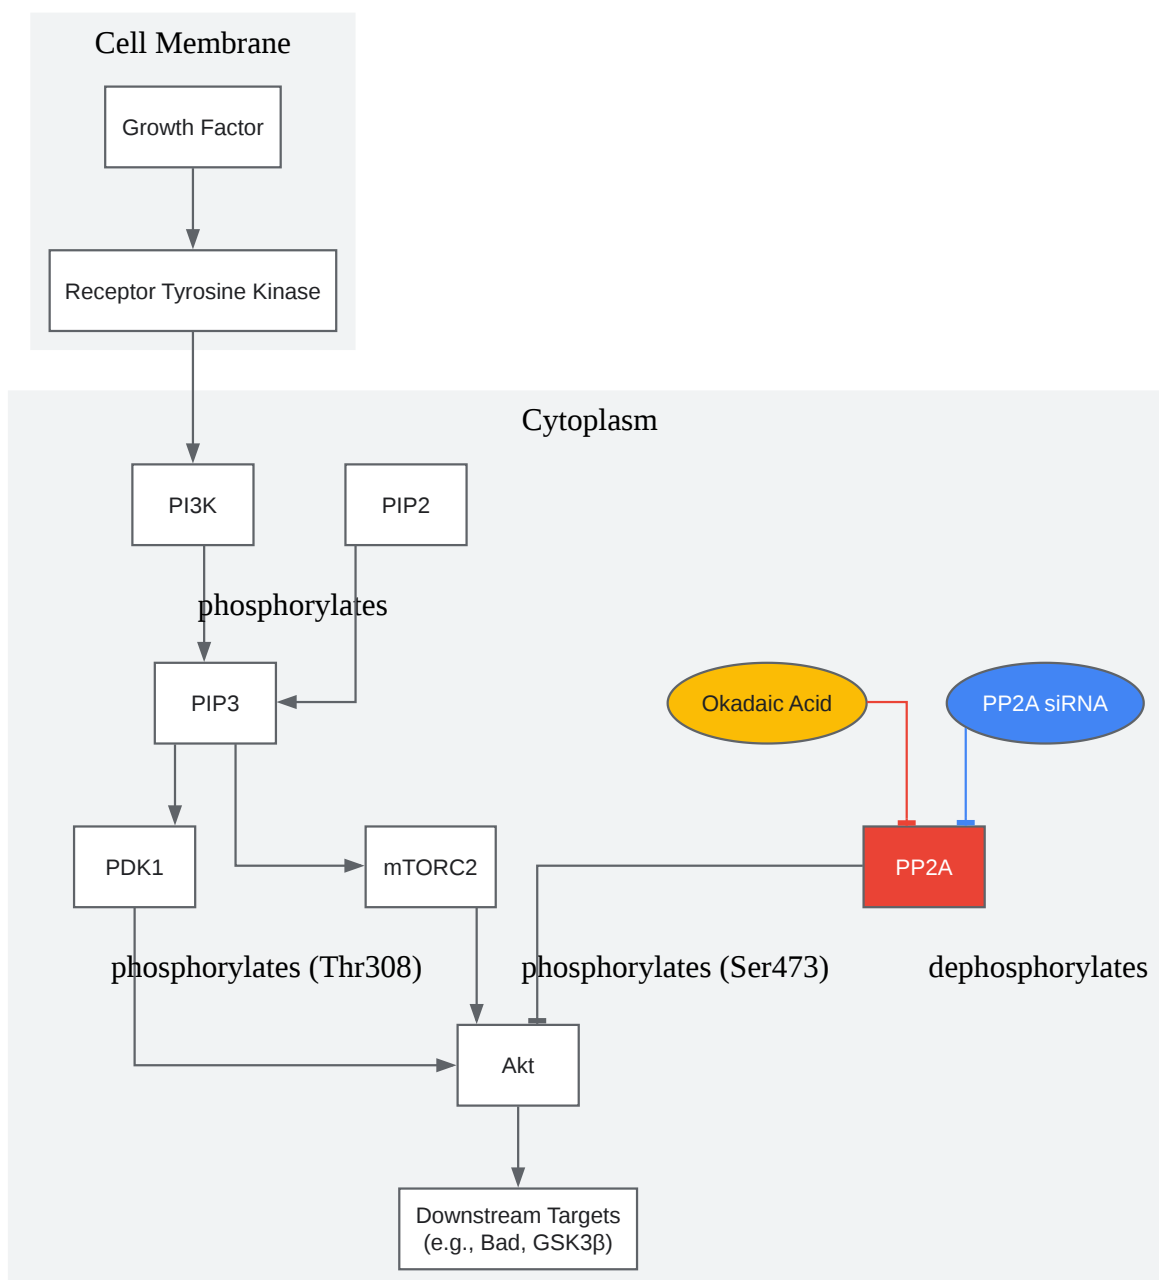 Cell Membrane
Growth Factor
Receptor Tyrosine Kinase
Cytoplasm
PI3K
PIP2
phosphorylates
PIP3
Okadaic Acid
PP2A siRNA
PDK1
mTORC2
PP2A
phosphorylates (Thr308)
phosphorylates (Ser473)
dephosphorylates
Akt
Downstream Targets
(e.g., Bad, GSK3β)